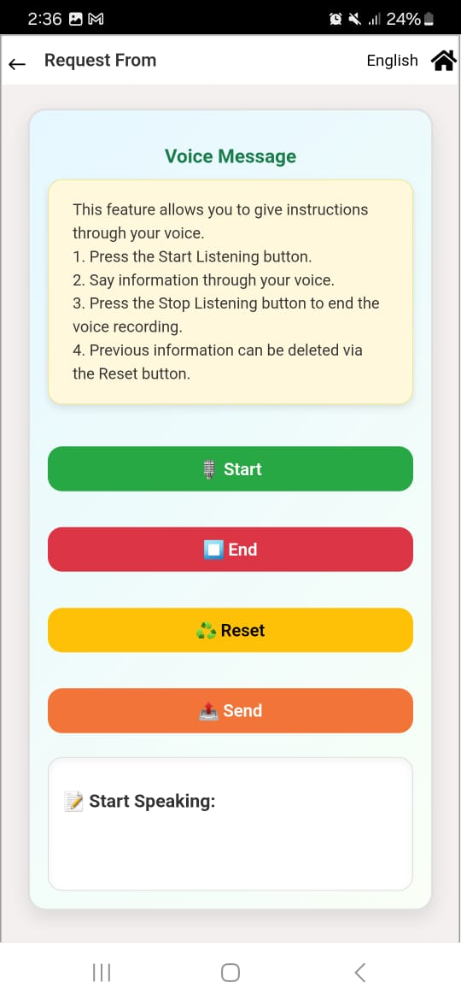 2:36 24%
Request From English
Voice Message
This feature allows you to give instructions
through your voice.
1. Press the Start Listening button.
2. Say information through your voice.
3. Press the Stop Listening button to end the
voice recording.
4. Previous information can be deleted via
the Reset button.
Start
End
Reset
Send
Start Speaking: